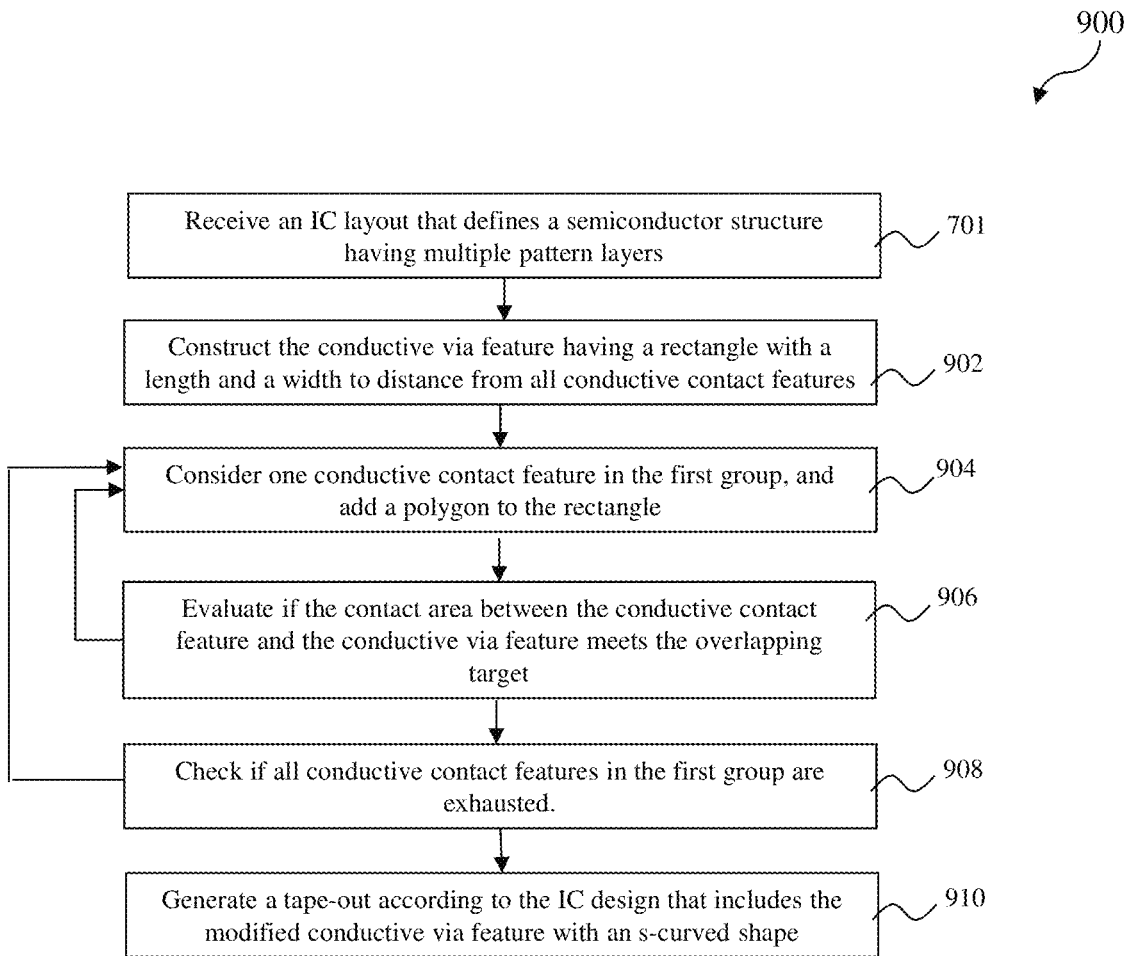 900
Receive an IC layout that defines a semiconductor structure
having multiple pattern layers
701
Construct the conductive via feature having a rectangle with a
length and a width to distance from all conductive contact features
902
Consider one conductive contact feature in the first group, and
add a polygon to the rectangle
904
Evaluate if the contact area between the conductive contact
feature and the conductive via feature meets the overlapping
target
906
Check if all conductive contact features in the first group are
exhausted.
908
Generate a tape-out according to the IC design that includes the
modified conductive via feature with an s-curved shape
910